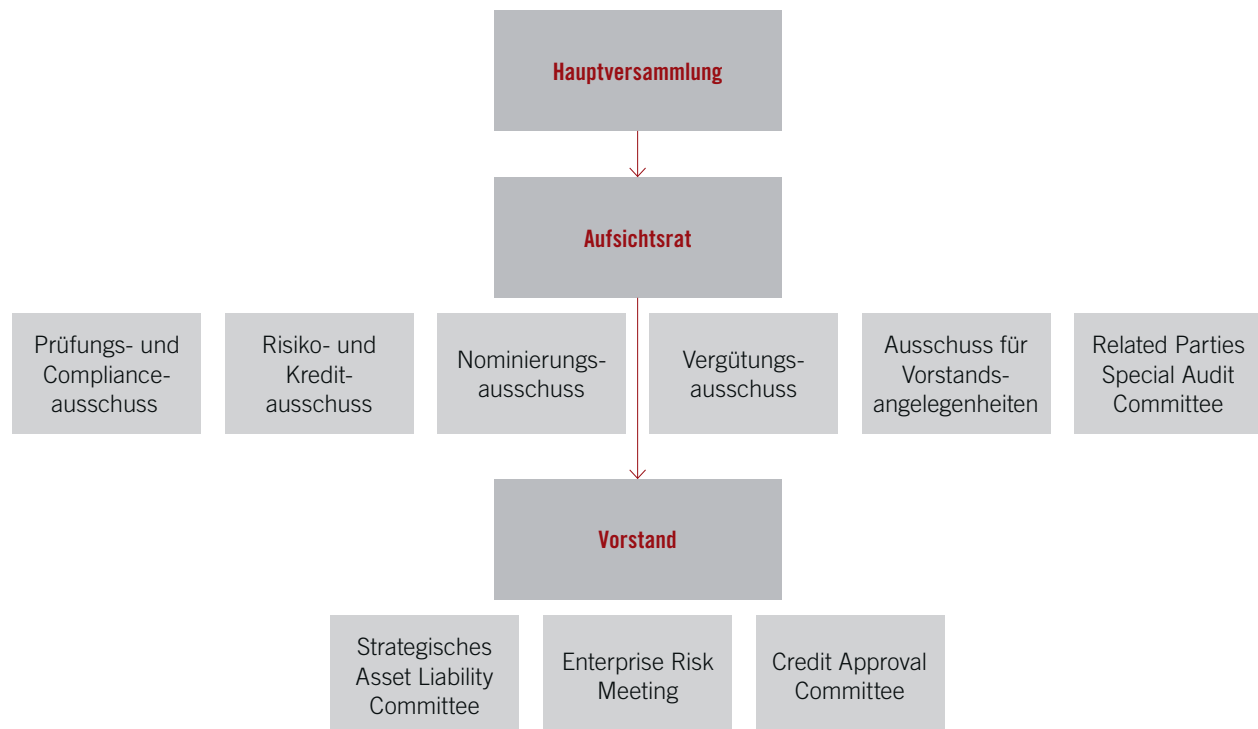 Hauptversammlung
Aufsichtsrat
Prüfungs- und
Compliance-
ausschuss
Risiko- und
Kredit-
ausschuss
Nominierungs-
ausschuss
Vergütungs-
ausschuss
Ausschuss für
Vorstands-
angelegenheiten
Related Parties
Special Audit
Committee
Vorstand
Strategisches
Asset Liability
Committee
Enterprise Risk
Meeting
Credit Approval
Committee